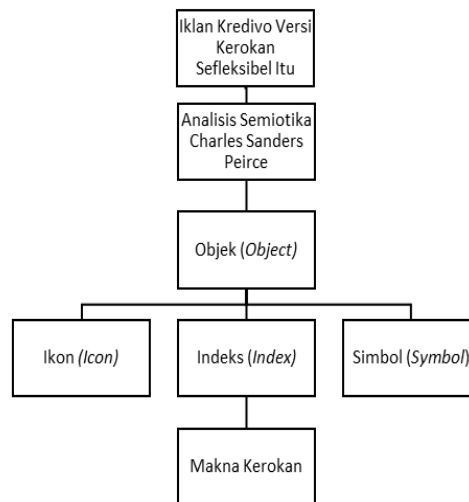 Iklan Kredivo Versi
Kerokan
Sefleksibel Itu
Analisis Semiotika
Charles Sanders
Peirce
Objek (Object)
Ikon (Icon)
Indeks (Index)
Simbol (Symbol)
Makna Kerokan